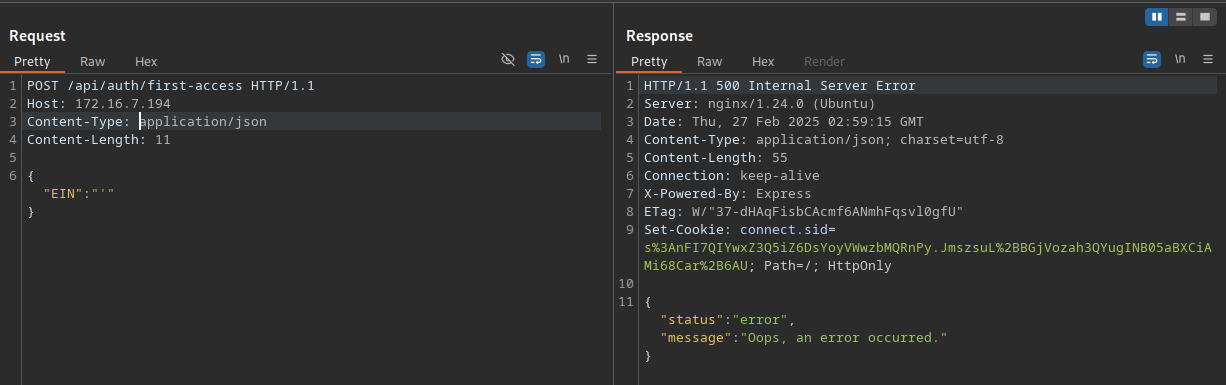 Request
Pretty Raw Hex \n
1 POST /api/auth/first-access HTTP/1.1
2 Host: 172.16.7.194
3 Content-Type: application/json
4 Content-Length: 11
5
6 {
"EIN":"'"
}
Response
Pretty Raw Hex Render \n
1 HTTP/1.1 500 Internal Server Error
2 Server: nginx/1.24.0 (Ubuntu)
3 Date: Thu, 27 Feb 2025 02:59:15 GMT
4 Content-Type: application/json; charset=utf-8
5 Content-Length: 55
6 Connection: keep-alive
7 X-Powered-By: Express
8 ETag: W/"37-dHAqFisbCAcmf6ANmhFqsvl0gfU"
9 Set-Cookie: connect.sid=
s%3AnFI7QIYwxZ3Q5iZ6DsYoyVWwzbMQRnPy.JmszsuL%2BBGjVozah3QYugINB05aBXCiA
Mi68Car%2B6AU; Path=/; HttpOnly
10
11 {
"status":"error",
"message":"Oops, an error occurred."
}